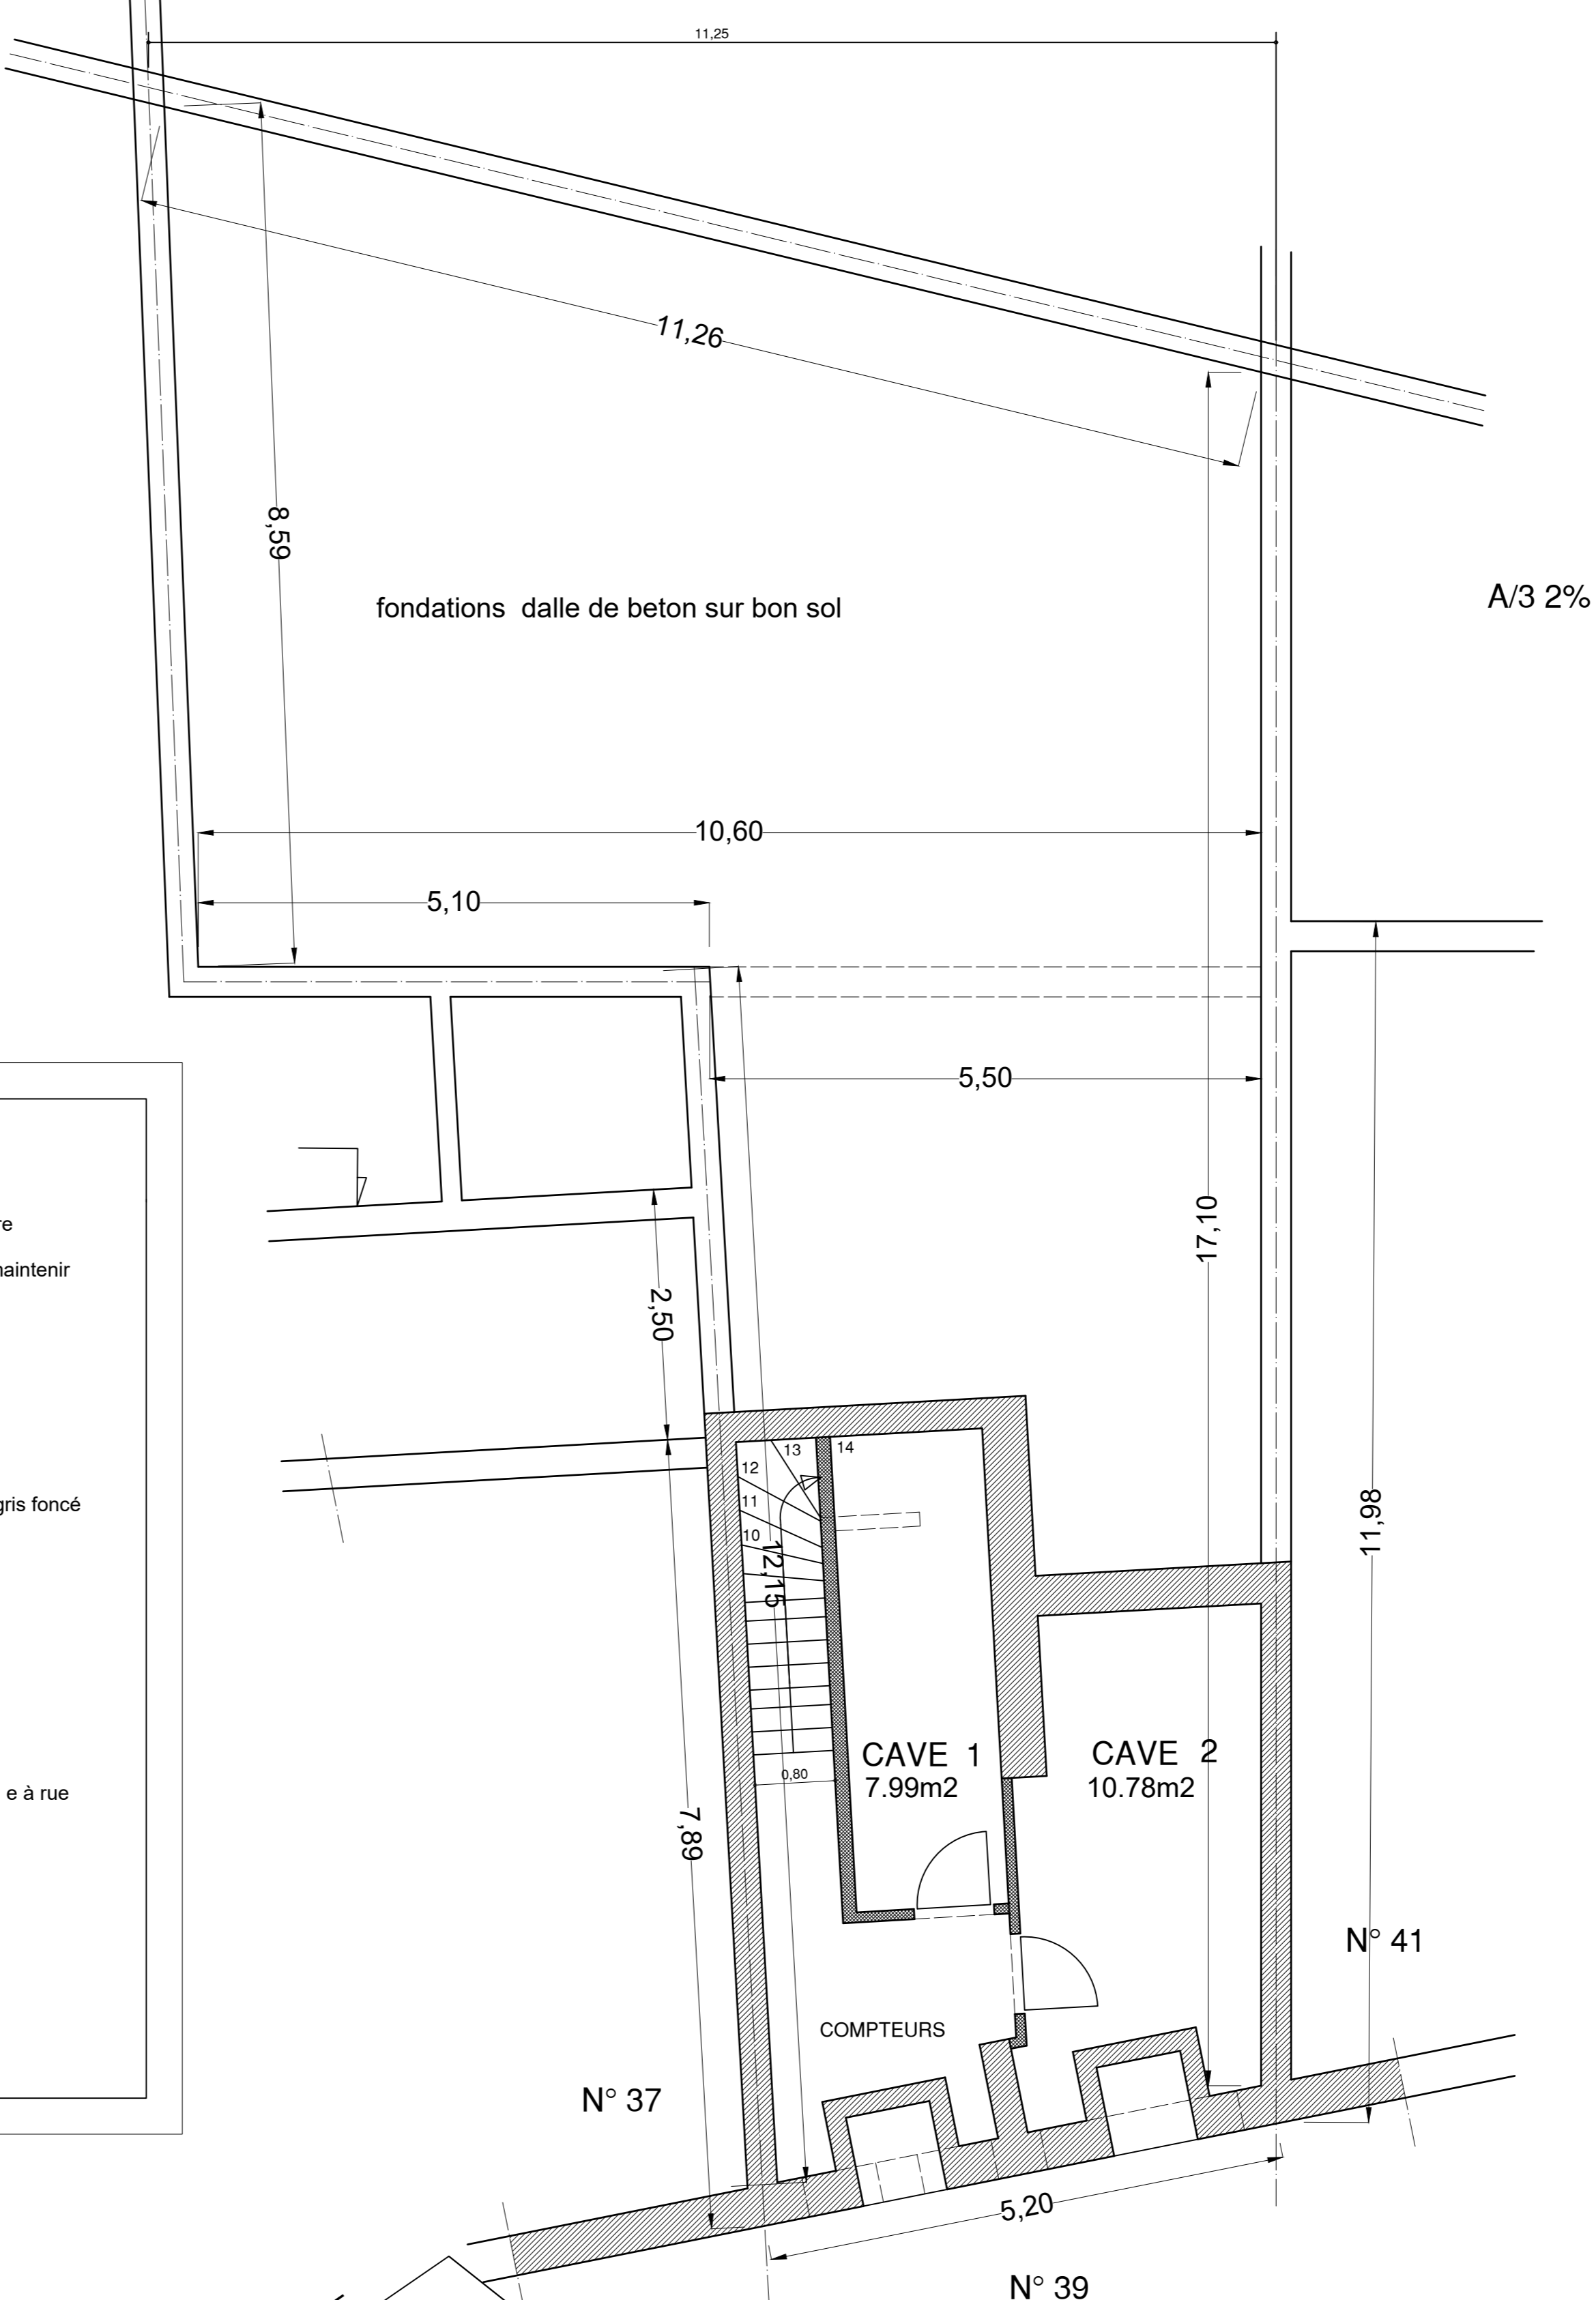 11,25
11,26
8,59
fondations dalle de beton sur bon sol
A/3 2%
10,60
5,10
5,50
re
17,10
naintenir
2,50
14
13
12
11
10
gris foncé
11,98
12,15
CAVE 1
7.99m2
CAVE 2
10.78m2
0,80
e à rue
7,89
N° 41
COMPTEURS
N° 37
5,20
N° 39